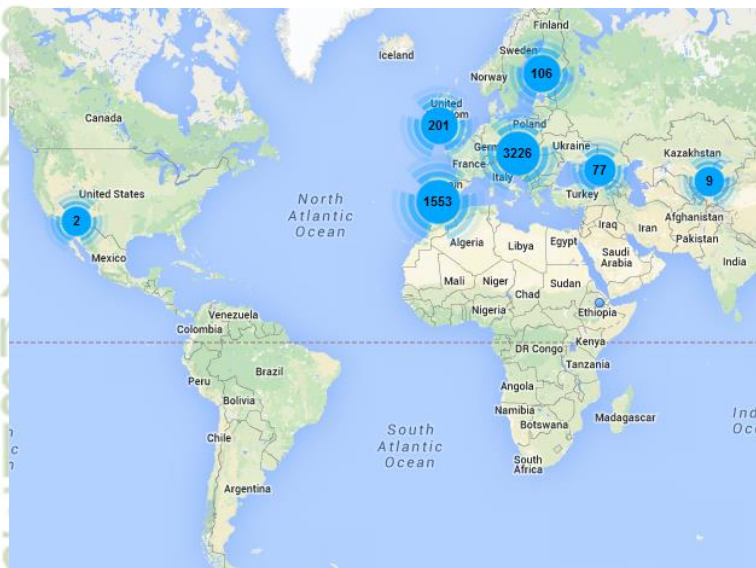 Iceland
Finland
Sweden
106
Norway
Canada
United
201
Poland
3226
Ukraine
Kazakhstan
France
Italy
77
9
United States
2
North
Atlantic
Ocean
1553
Turkey
Afghanistan
Iraq
Iran
Pakistan
Algeria
Libya
Egypt
Mexico
Saudi
Arabia
India
Mali
Niger
Chad
Sudan
Venezuela
Nigeria
Ethiopia
Colombia
DR Congo
Kenya
Tanzania
Brazil
Peru
Angola
Bolivia
Namibia
Botswana
Madagascar
South
Atlantic
Ocean
Chile
South
Africa
Argentina